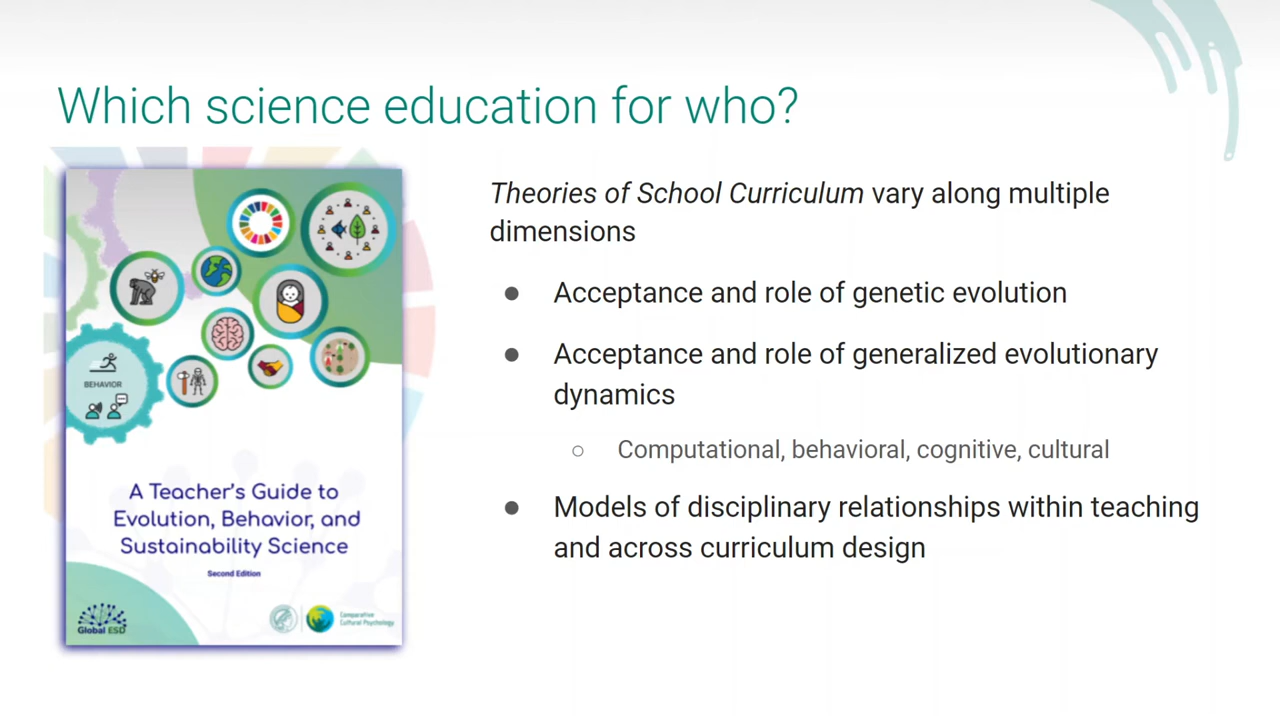 Which science education for who?
Theories of School Curriculum vary along multiple
dimensions
● Acceptance and role of genetic evolution
● Acceptance and role of generalized evolutionary
dynamics
○ Computational, behavioral, cognitive, cultural
● Models of disciplinary relationships within teaching
and across curriculum design
BEHAVIOR
A Teacher's Guide to
Evolution, Behavior, and
Sustainability Science
Second Edition
Global ESD
Comparative
Cultural Psychology